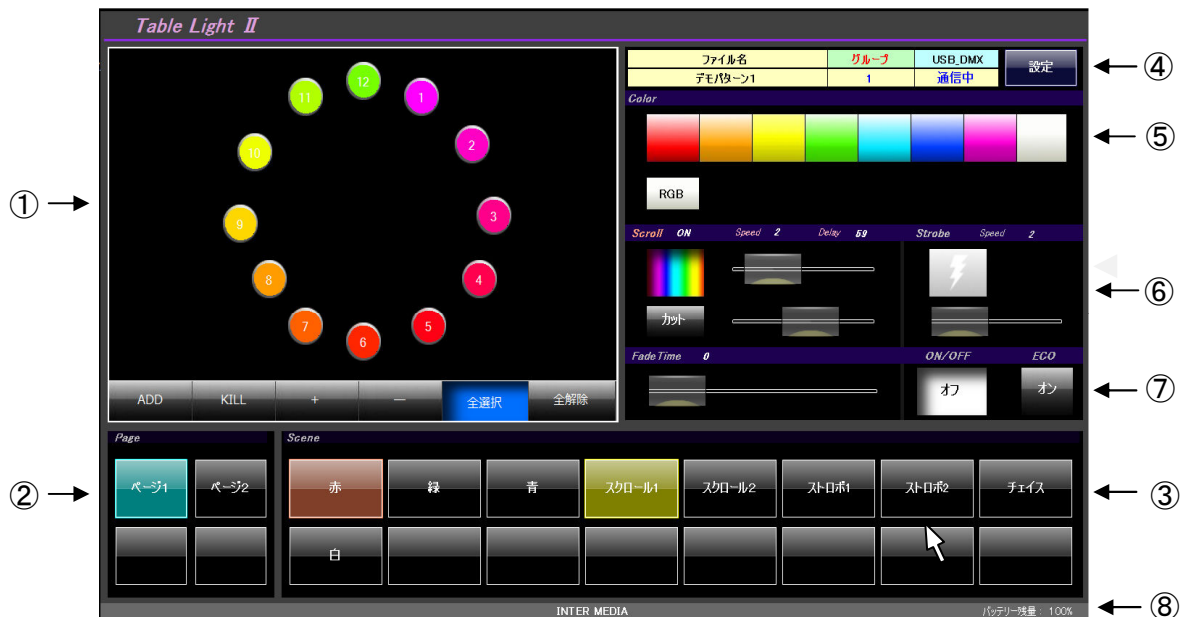 Table Light Ⅱ
ファイル名 グループ USB_DMX 設定
デモパターン1 1 通信中
④
Color
⑤
RGB
①
12
11 1
10 2
9 3
8 4
7 5
6
Scroll ON Speed 2 Delay 59 Strobe Speed 2
カット
⑥
Fade Time 0 ON/OFF ECO
オフ オン
⑦
ADD KILL + － 全選択 全解除
Page Scene
② ページ1 ページ2 赤 緑 青 スクロール1 スクロール2 ストロボ1 ストロボ2 チェイス ③
白
INTER MEDIA バッテリー残量： 100% ⑧